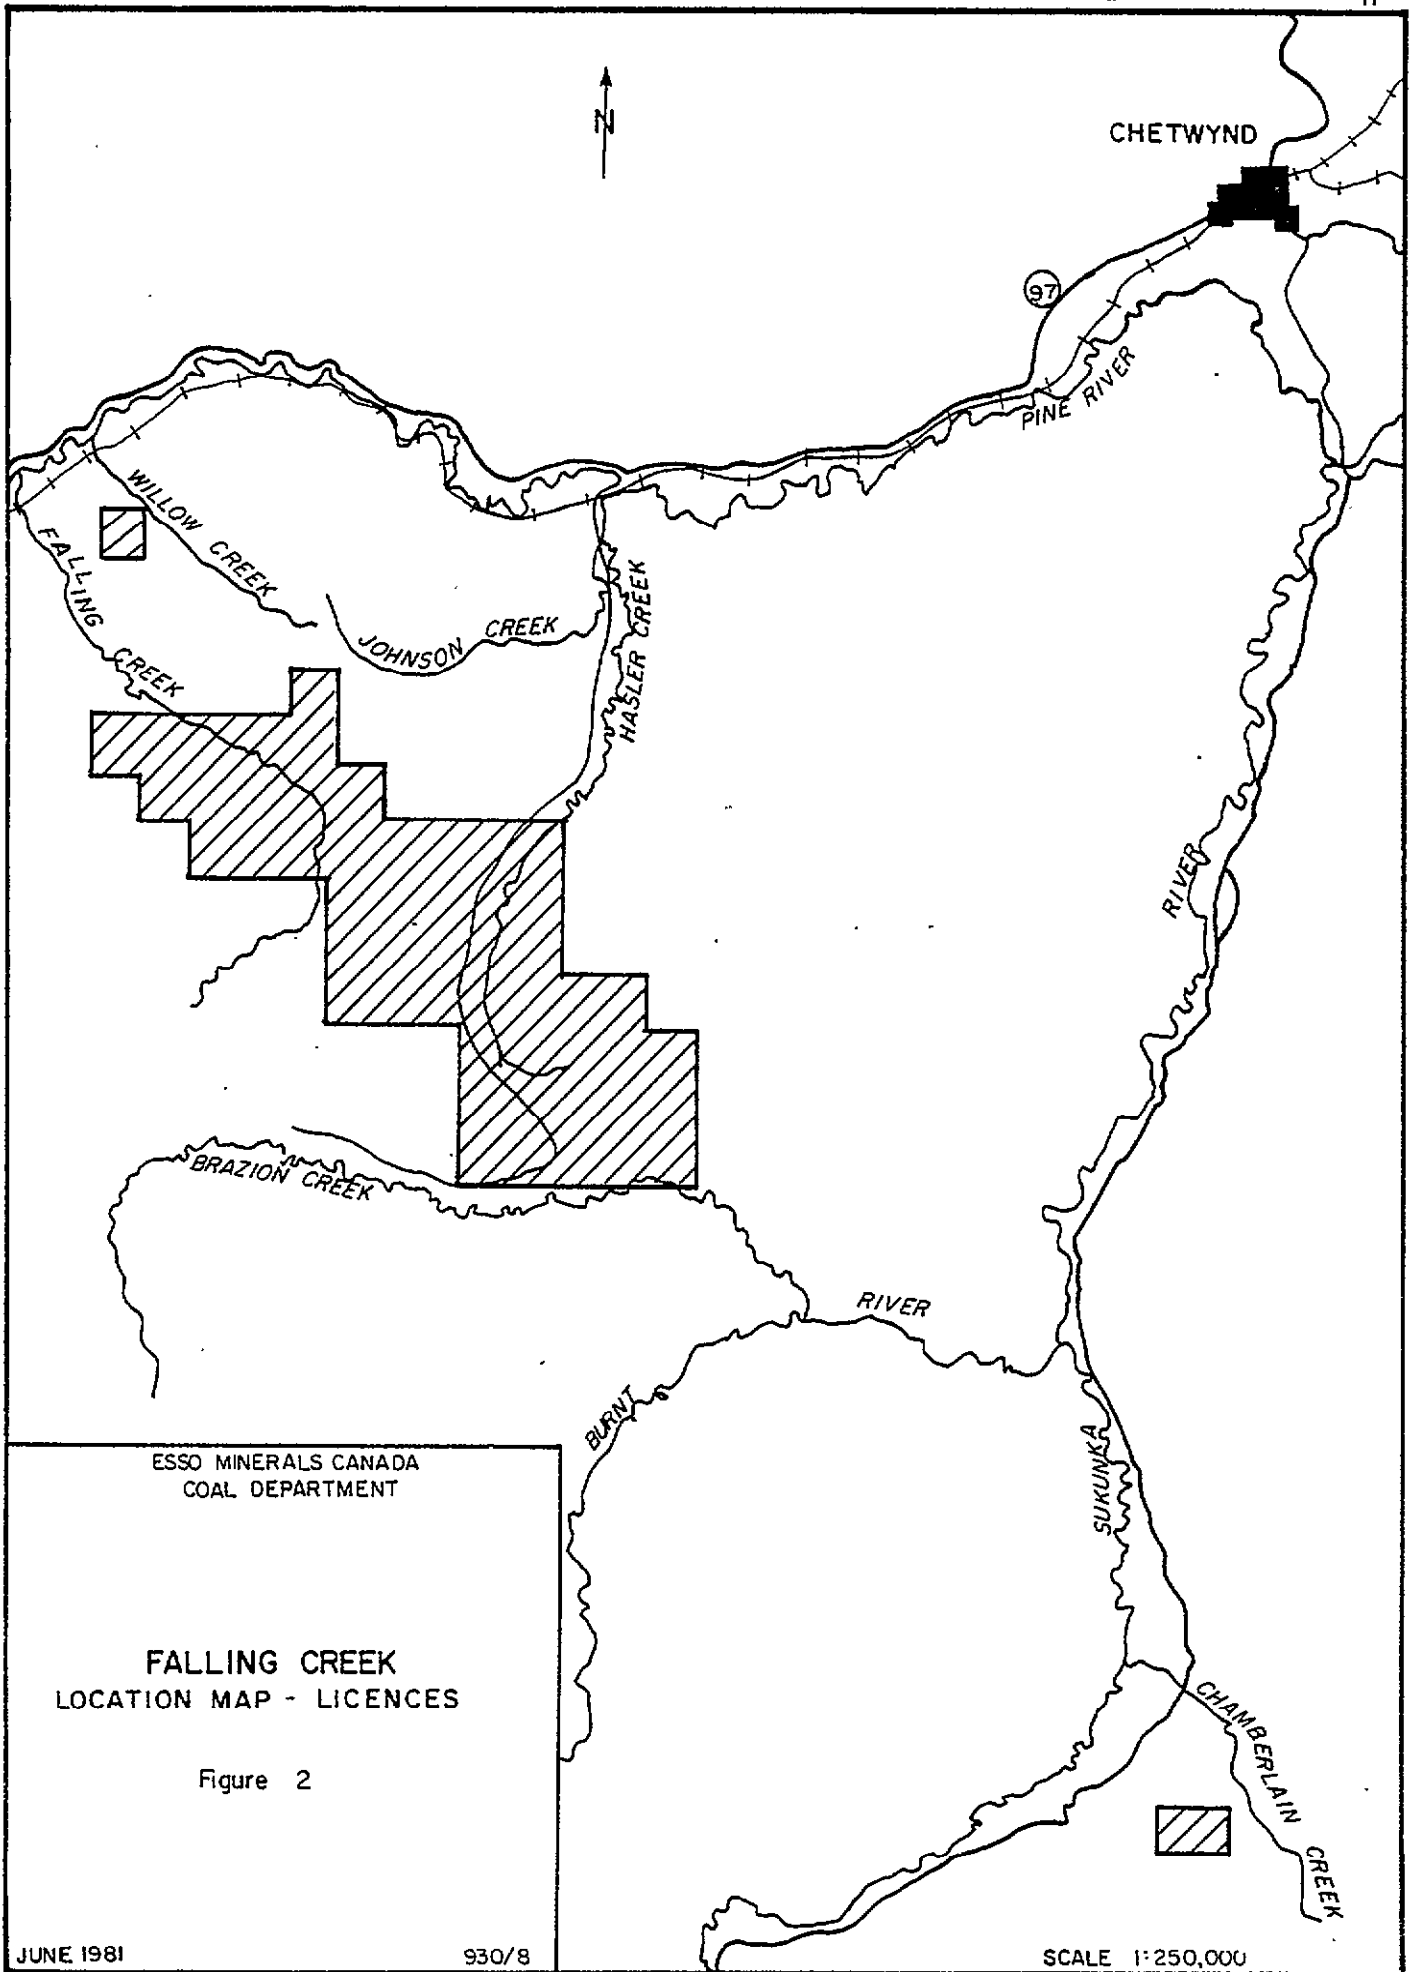 N
CHETWYND
97
PINE RIVER
WILLOW CREEK
FALLING CREEK
JOHNSON CREEK
HASLER CREEK
RIVER
BRAZION CREEK
RIVER
BURNT
SUKUNKA
CHAMBERLAIN CREEK
ESSO MINERALS CANADA
COAL DEPARTMENT
FALLING CREEK
LOCATION MAP - LICENCES
Figure 2
JUNE 1981
930/8
SCALE 1:250,000